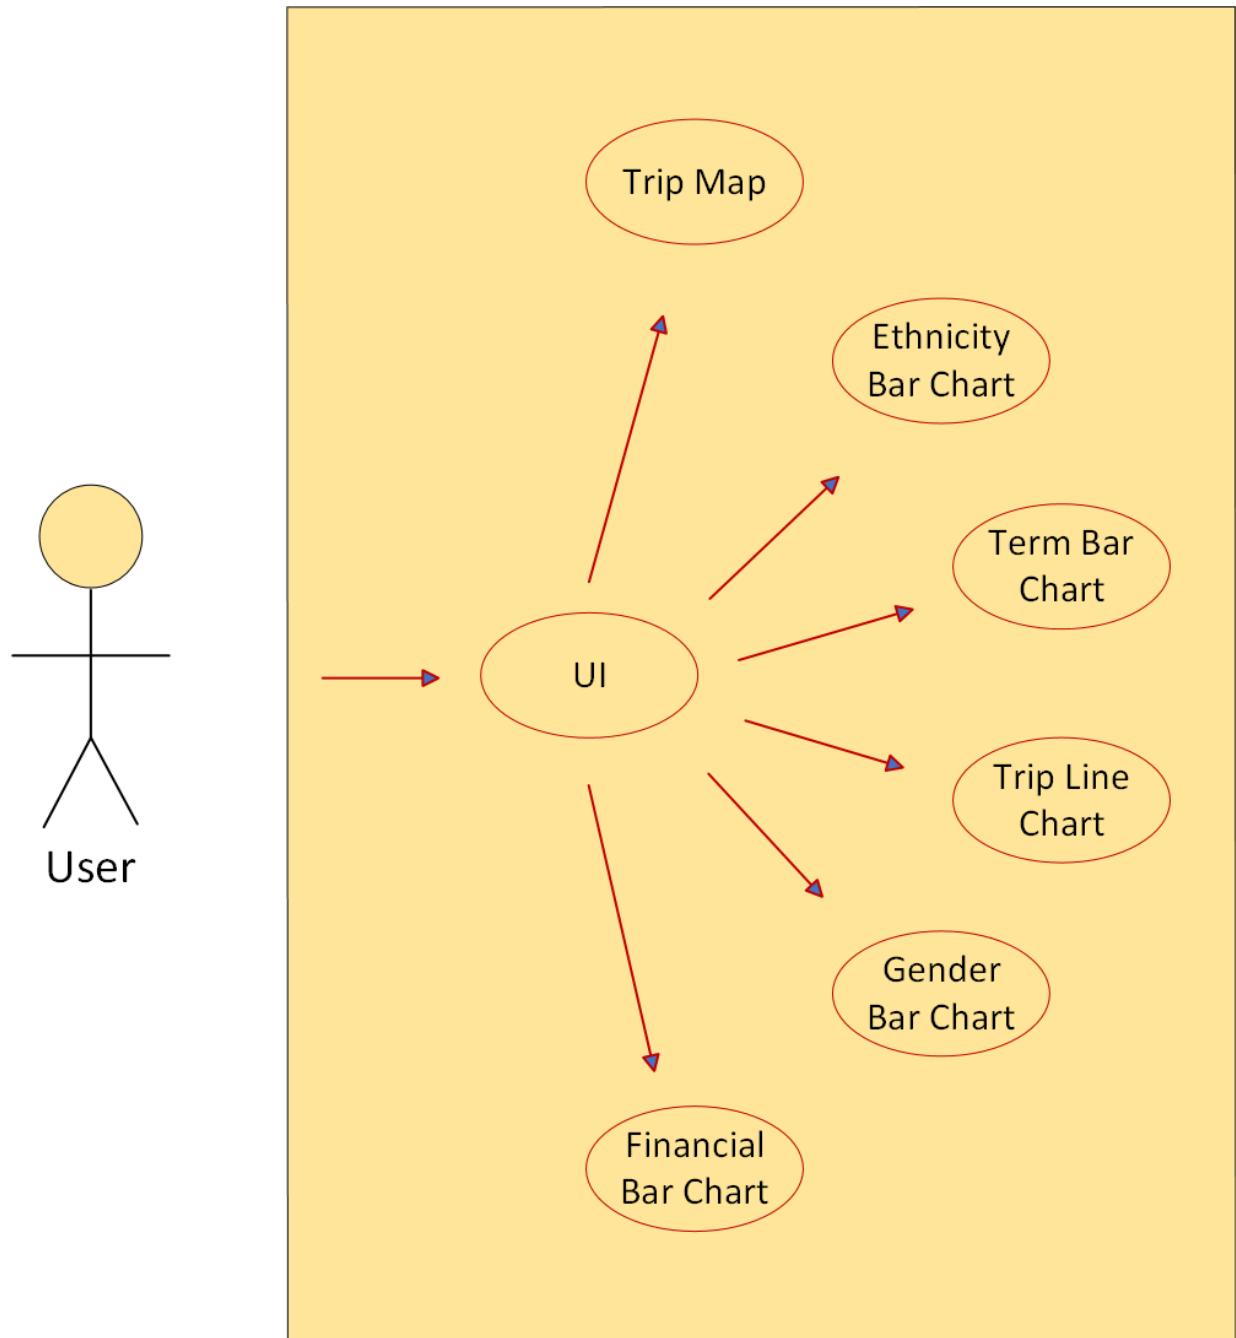 Trip Map
Ethnicity
Bar Chart
Term Bar
Chart
UI
Trip Line
Chart
User
Gender
Bar Chart
Financial
Bar Chart